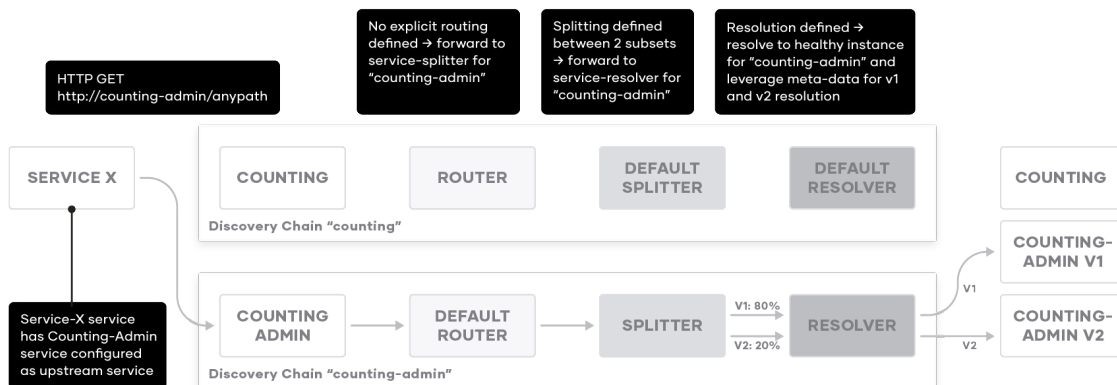 No explicit routing
defined → forward to
service-splitter for
“counting-admin”
Splitting defined
between 2 subsets
→ forward to
service-resolver for
“counting-admin”
Resolution defined →
resolve to healthy instance
for “counting-admin” and
leverage meta-data for v1
and v2 resolution
HTTP GET
http://counting-admin/anypath
SERVICE X
COUNTING
ROUTER
DEFAULT
SPLITTER
DEFAULT
RESOLVER
COUNTING
Discovery Chain “counting”
COUNTING-
ADMIN V1
V1
Service-X service
has Counting-Admin
service configured
as upstream service
COUNTING
ADMIN
DEFAULT
ROUTER
SPLITTER
V1: 80%
V2: 20%
RESOLVER
V2
COUNTING-
ADMIN V2
Discovery Chain “counting-admin”